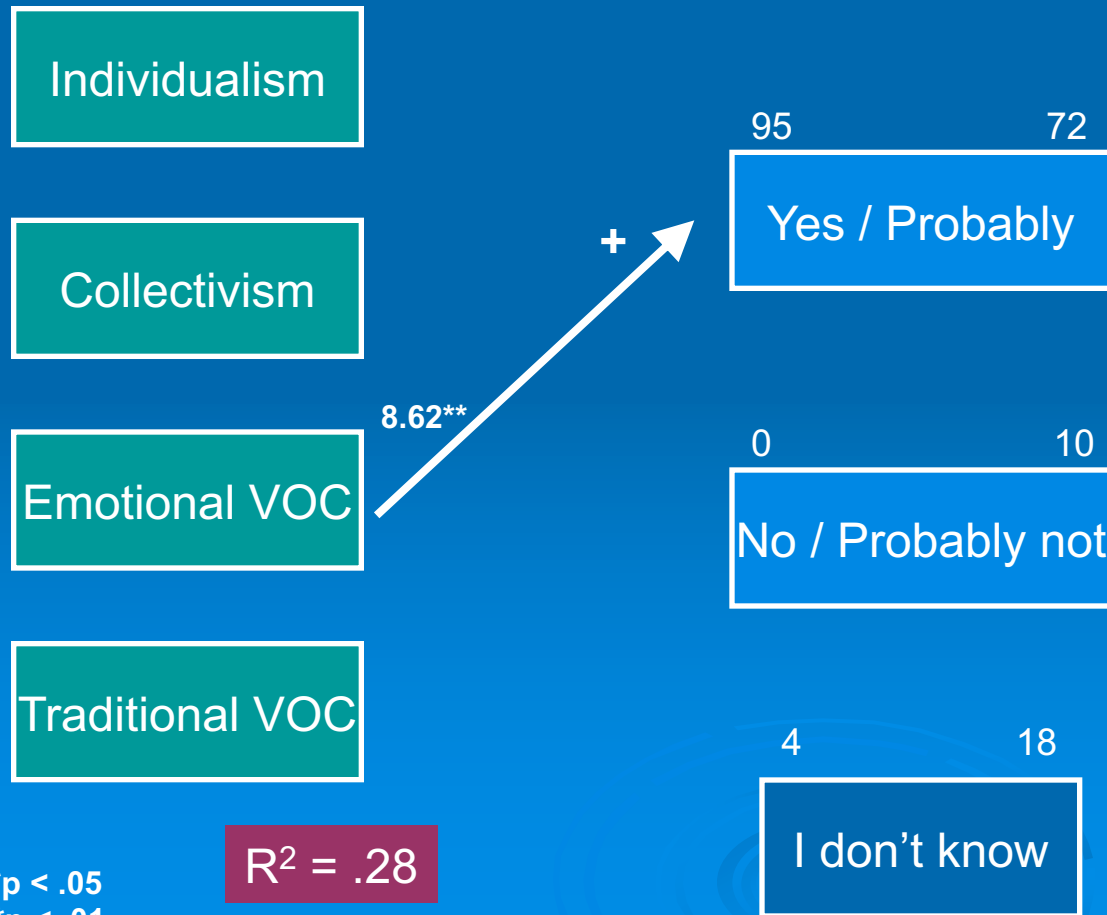 Individualism
Collectivism
Emotional VOC
Traditional VOC
8.62**
+
95 72
Yes / Probably
0 10
No / Probably not
4 18
I don’t know
R² = .28
p < .05